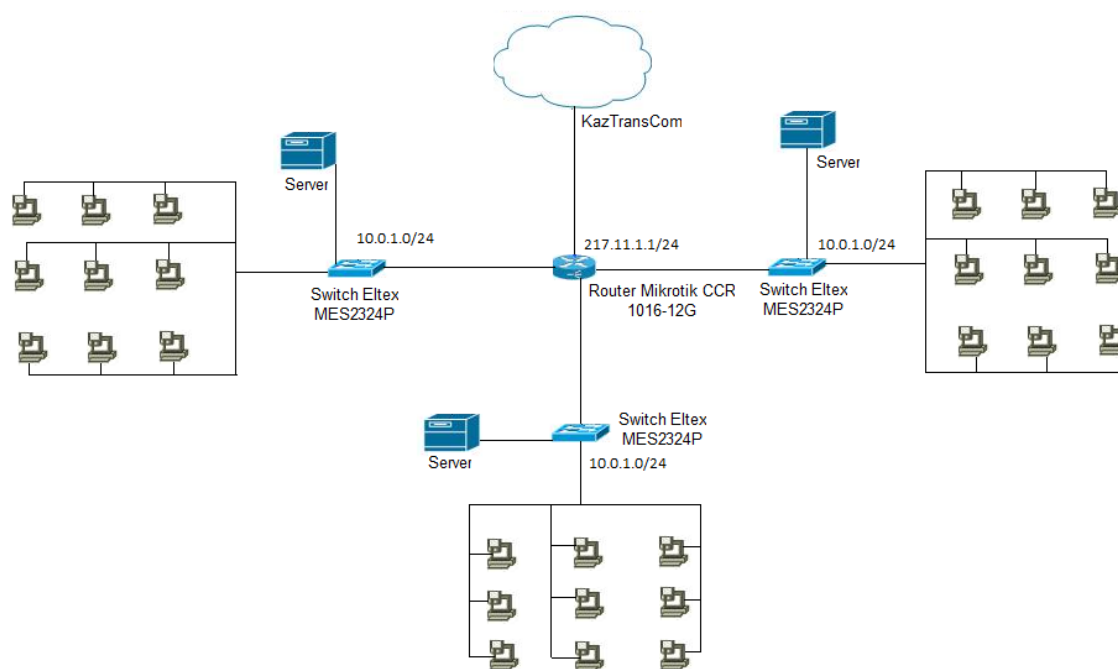 KazTransCom
Server
Server
10.0.1.0/24
217.11.1.1/24
10.0.1.0/24
Switch Eltex
MES2324P
Router Mikrotik CCR
1016-12G
Switch Eltex
MES2324P
Switch Eltex
MES2324P
Server
10.0.1.0/24